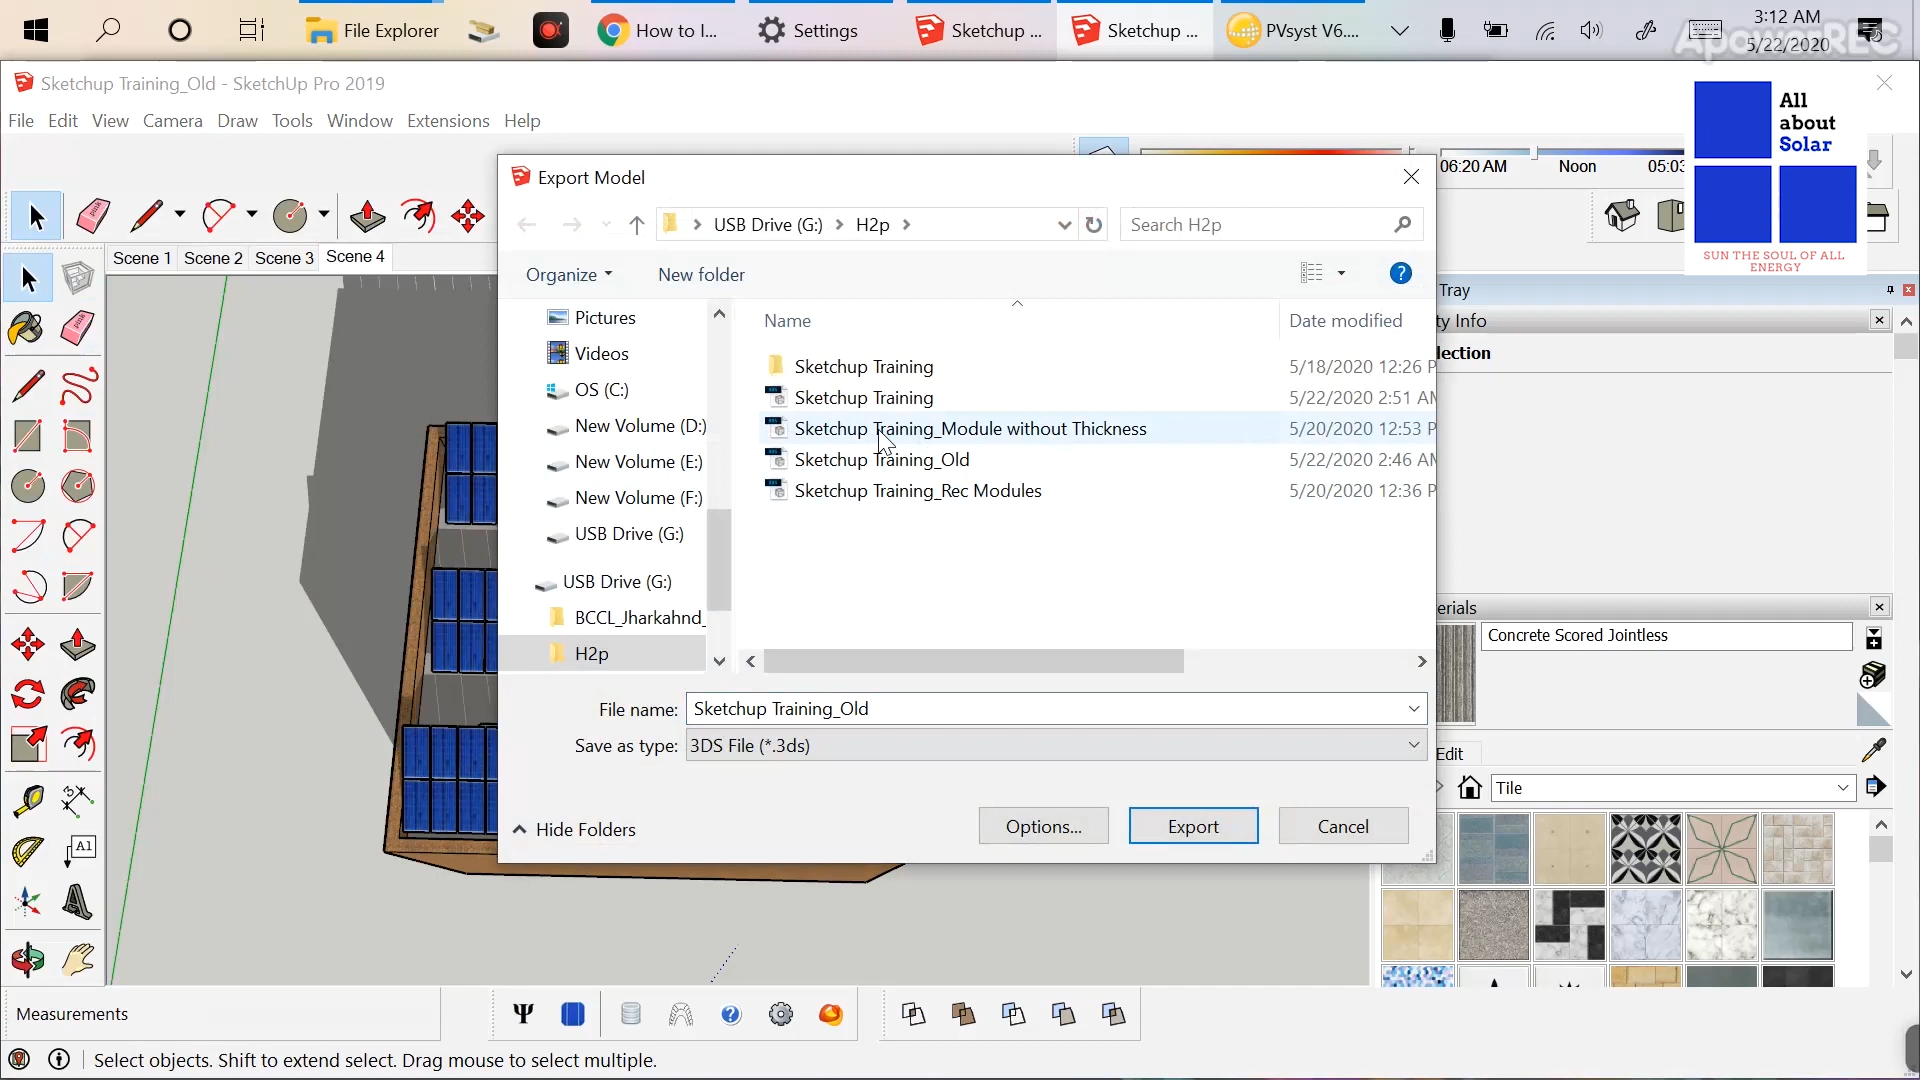 File Explorer
How to I...
Settings
Sketchup ...
Sketchup ...
PVsyst V6....
3:12 AM
5/22/2020
ApowerREC
Sketchup Training_Old - SketchUp Pro 2019
File Edit View Camera Draw Tools Window Extensions Help
All
about
Solar
SUN THE SOUL OF ALL
ENERGY
06:20 AM Noon 05:03
Scene 1 Scene 2 Scene 3 Scene 4
Export Model
USB Drive (G:) H2p
Search H2p
Organize New folder
Pictures
Videos
OS (C:)
New Volume (D:)
New Volume (E:)
New Volume (F:)
USB Drive (G:)
USB Drive (G:)
BCCL_Jharkahnd_
H2p
Name Date modified
Sketchup Training 5/18/2020 12:26 P
Sketchup Training 5/22/2020 2:51 AM
Sketchup Training_Module without Thickness 5/20/2020 12:53 P
Sketchup Training_Old 5/22/2020 2:46 AM
Sketchup Training_Rec Modules 5/20/2020 12:36 P
File name: Sketchup Training_Old
Save as type: 3DS File (*.3ds)
Hide Folders
Options... Export Cancel
Tray
ty Info
lection
erials
Concrete Scored Jointless
Edit
Tile
Measurements
Select objects. Shift to extend select. Drag mouse to select multiple.